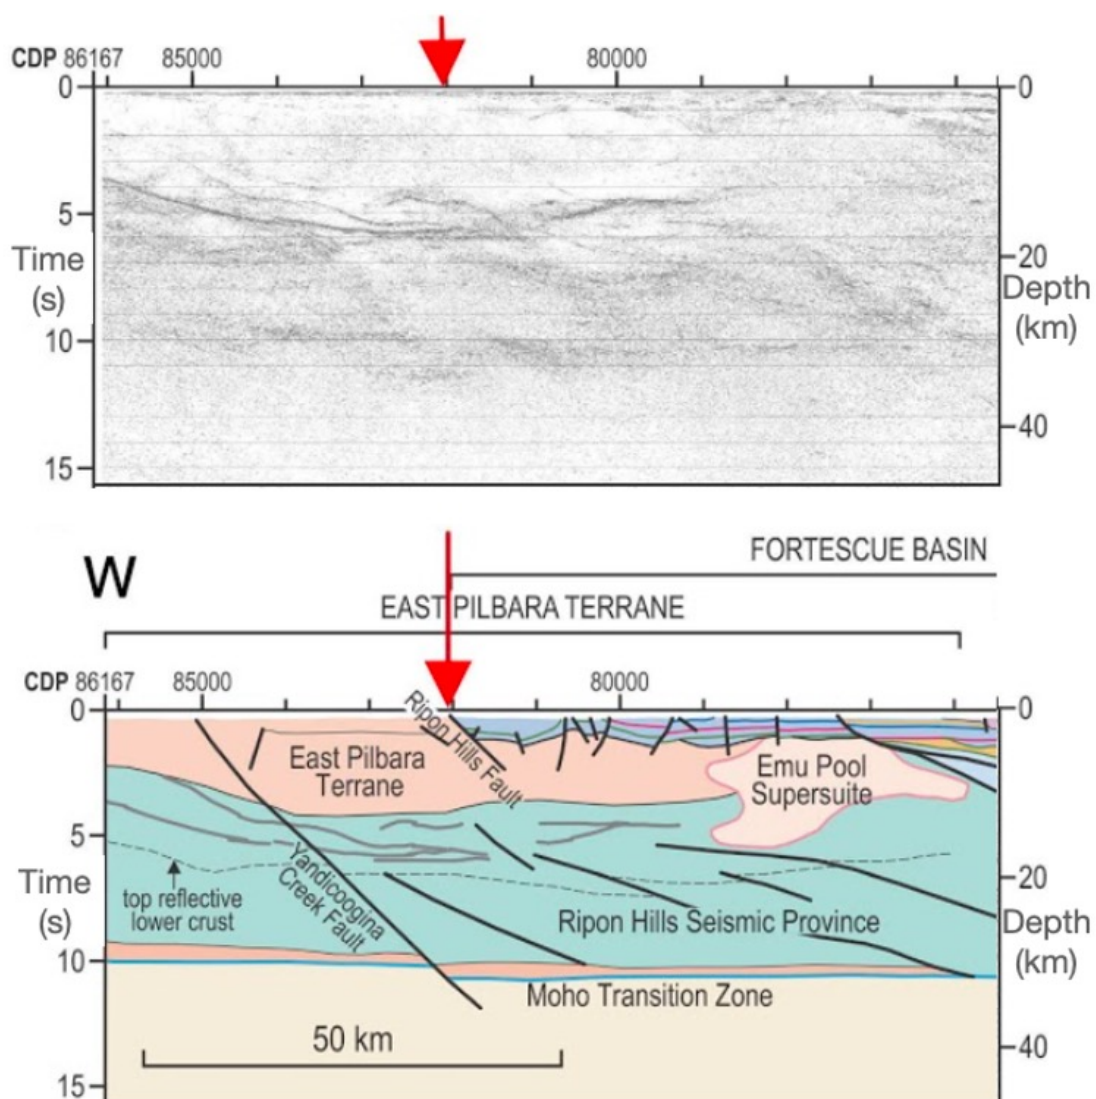 CDP 86167 85000 80000
0 0
5
Time
(s)
20
Depth
(km)
10
40
15
W
FORTESCUE BASIN
EAST PILBARA TERRANE
CDP 86167 85000 80000
0 0
Ripon Hills Fault
East Pilbara
Terrane
Emu Pool
Supersuite
5
Yandicoogina
Creek Fault
Time
(s)
20
Depth
(km)
top reflective
lower crust
Ripon Hills Seismic Province
10
Moho Transition Zone
50 km
40
15